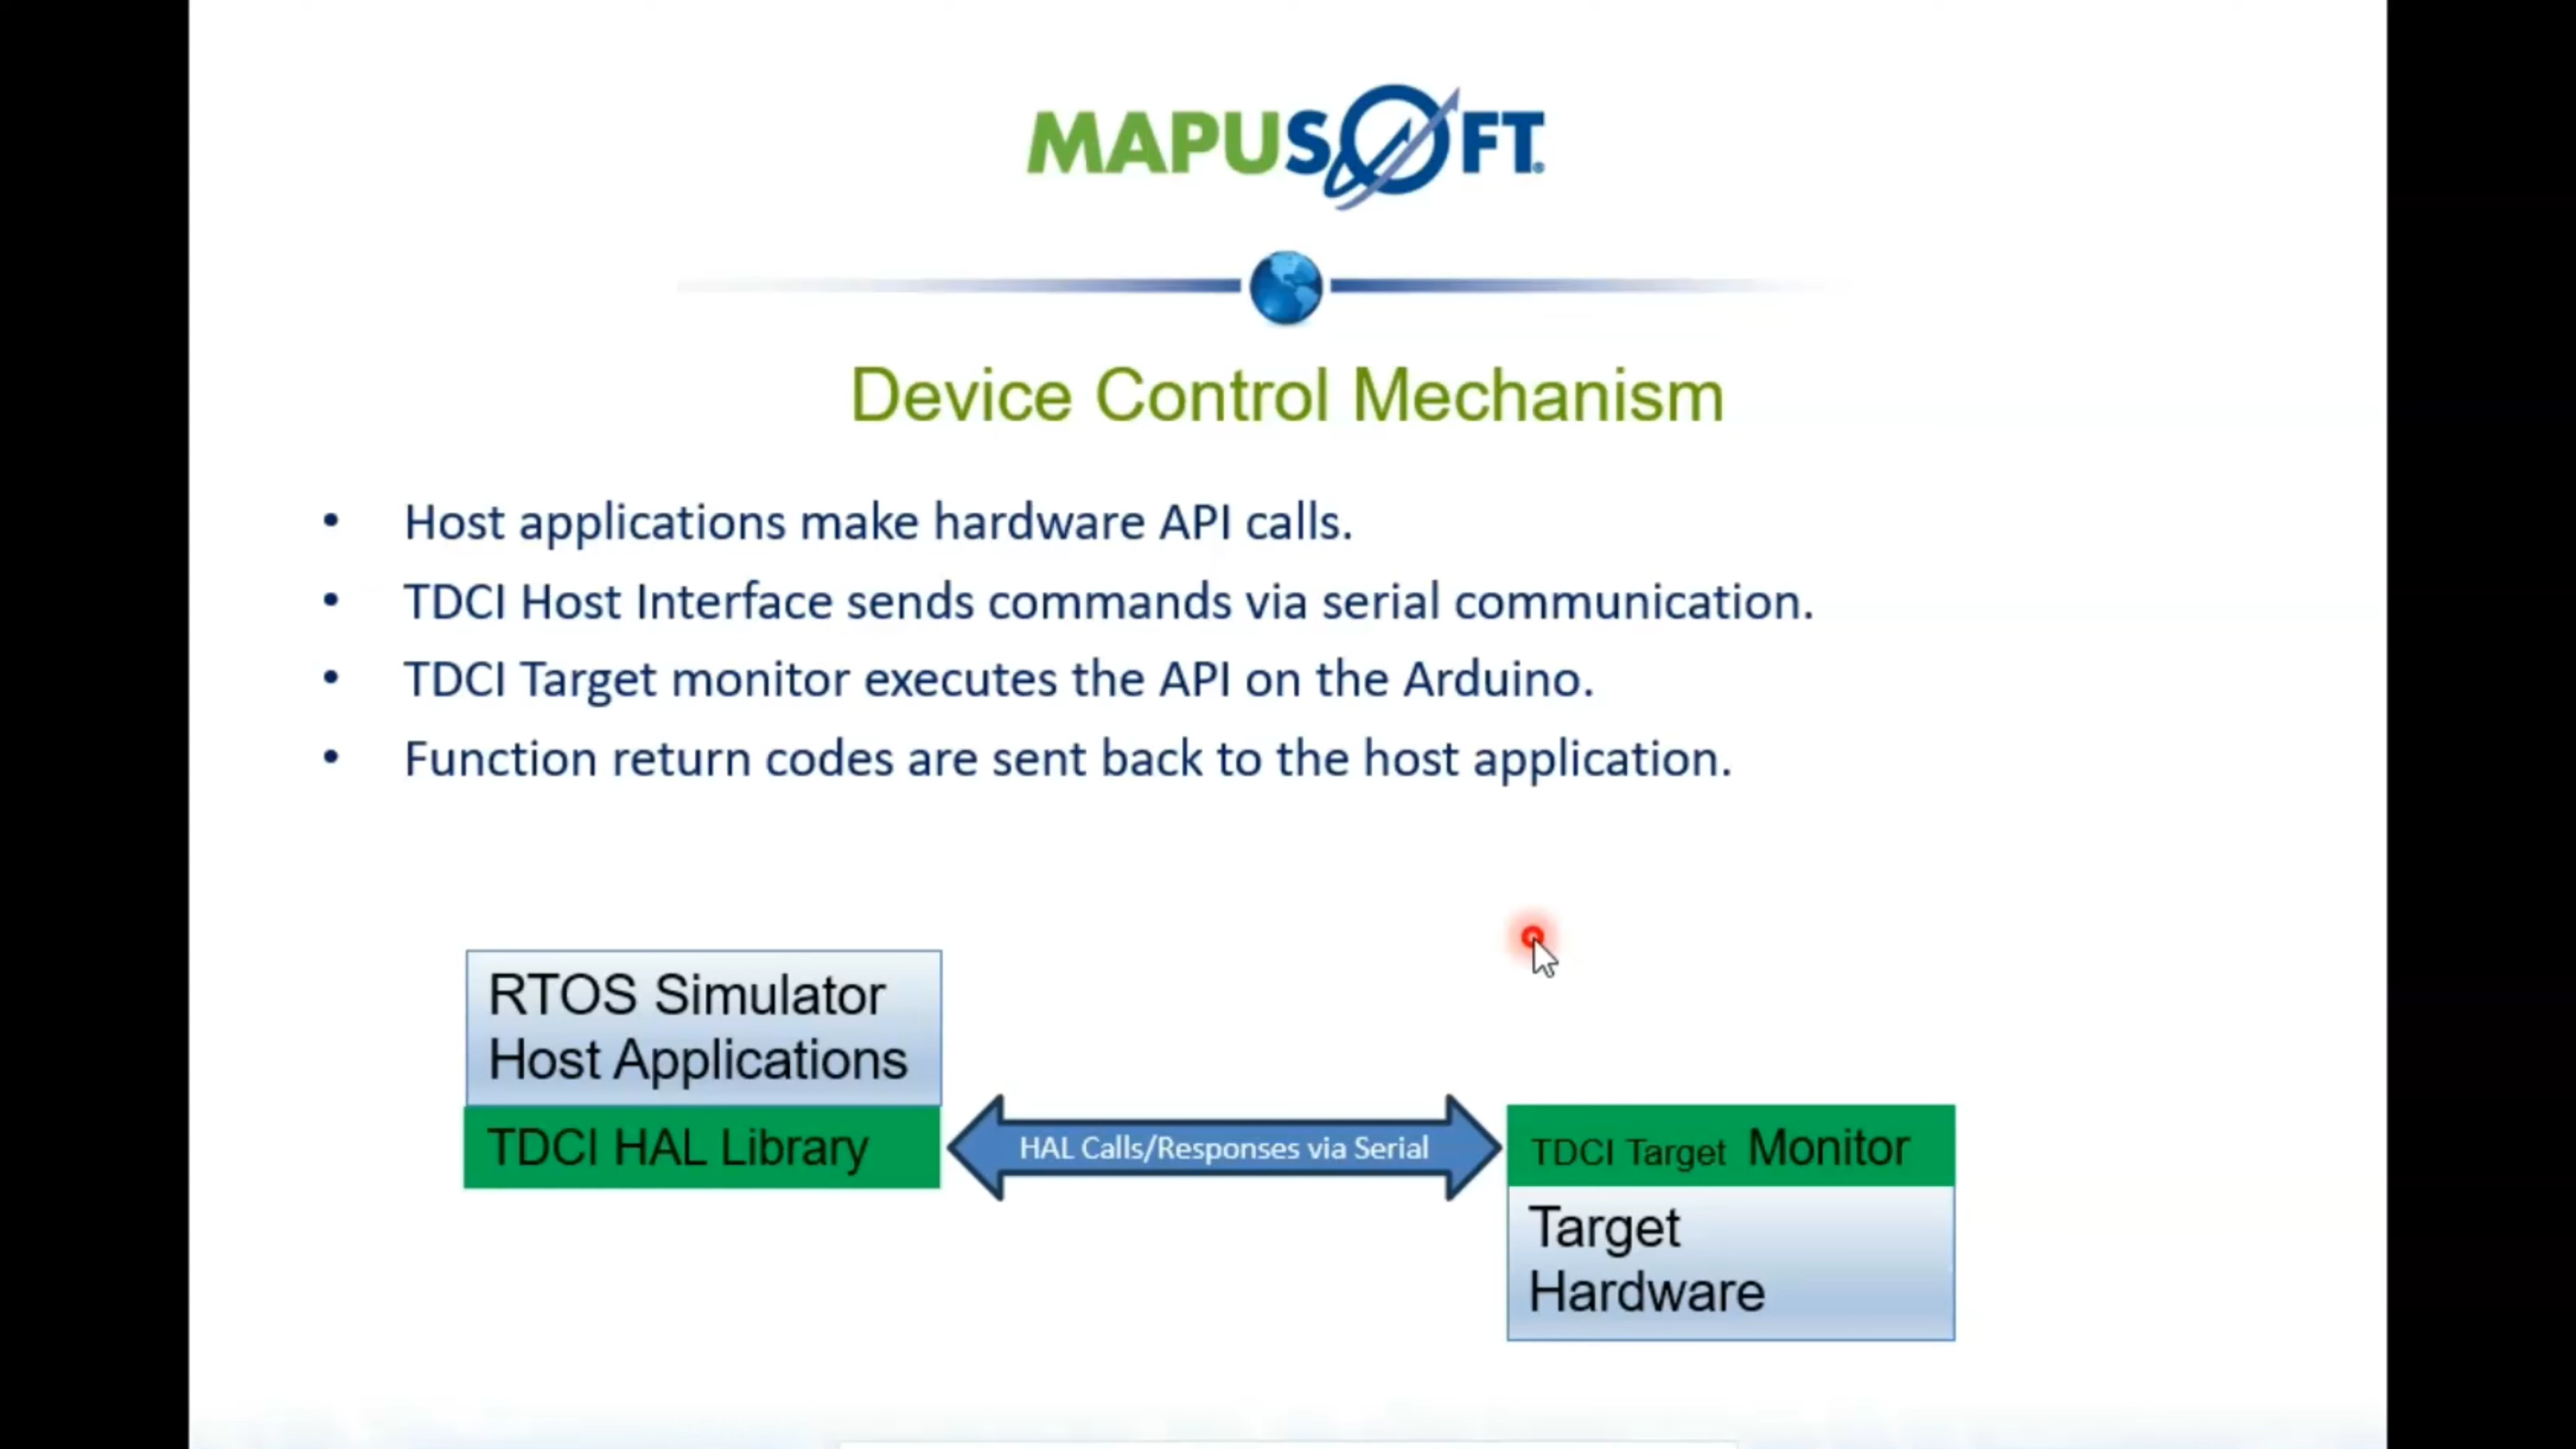 MAPUSOFT®
Device Control Mechanism
• Host applications make hardware API calls.
• TDCI Host Interface sends commands via serial communication.
• TDCI Target monitor executes the API on the Arduino.
• Function return codes are sent back to the host application.
RTOS Simulator
Host Applications
TDCI HAL Library
HAL Calls/Responses via Serial
TDCI Target Monitor
Target
Hardware